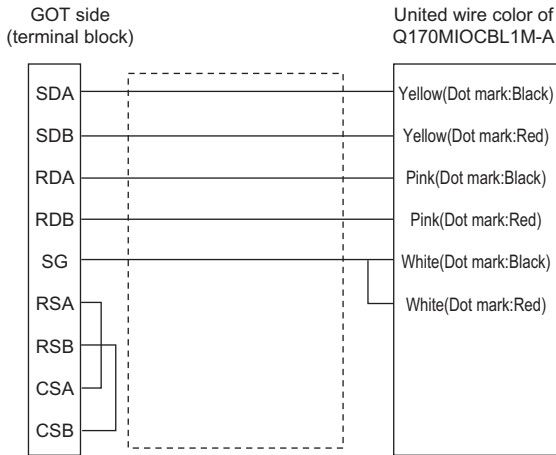 GOT side
(terminal block)
United wire color of
Q170MIOCBL1M-A
SDA
Yellow(Dot mark:Black)
SDB
Yellow(Dot mark:Red)
RDA
Pink(Dot mark:Black)
RDB
Pink(Dot mark:Red)
SG
White(Dot mark:Black)
RSA
White(Dot mark:Red)
RSB
CSA
CSB